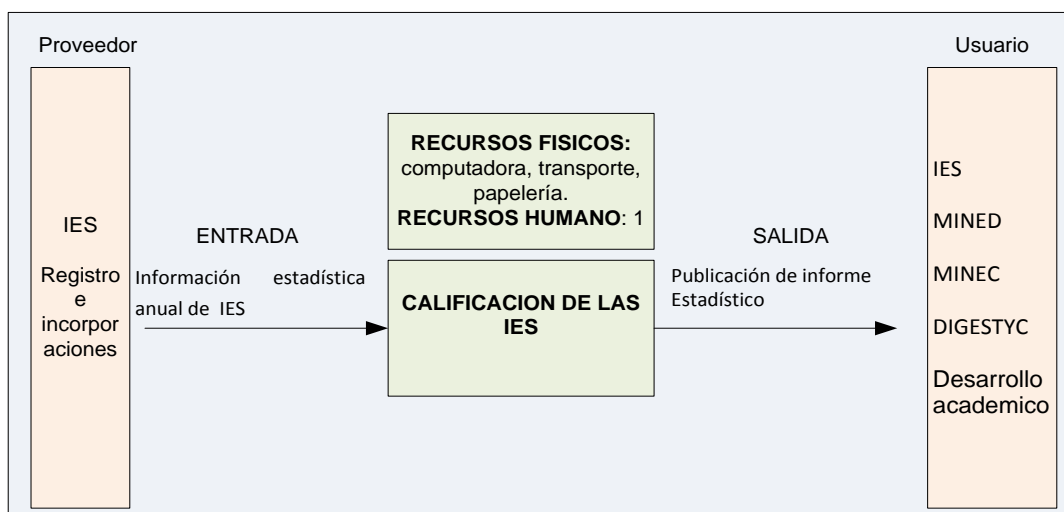 Proveedor
Usuario
RECURSOS FISICOS:
computadora, transporte,
papelería.
RECURSOS HUMANO: 1
IES
Registro
e
incorpor
aciones
ENTRADA
Información estadística
anual de IES
CALIFICACION DE LAS
IES
SALIDA
Publicación de informe
Estadístico
IES
MINED
MINEC
DIGESTYC
Desarrollo
academico